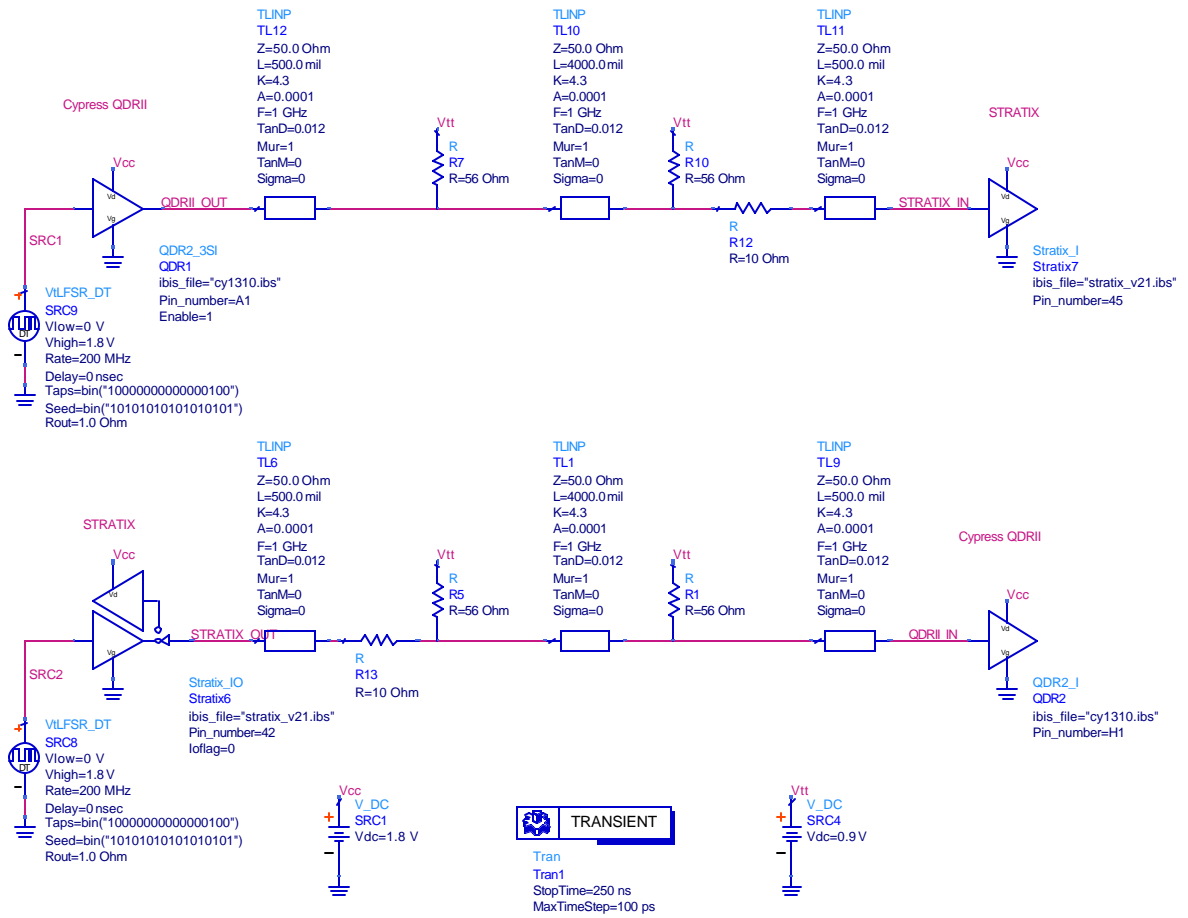 TLINP
TL12
Z=50.0 Ohm
L=500.0 mil
K=4.3
A=0.0001
F=1 GHz
TanD=0.012
Mur=1
TanM=0
Sigma=0
TLINP
TL10
Z=50.0 Ohm
L=4000.0 mil
K=4.3
A=0.0001
F=1 GHz
TanD=0.012
Mur=1
TanM=0
Sigma=0
TLINP
TL11
Z=50.0 Ohm
L=500.0 mil
K=4.3
A=0.0001
F=1 GHz
TanD=0.012
Mur=1
TanM=0
Sigma=0
Cypress QDRII
STRATIX
Vcc
Vd
Vg
QDRII_OUT
Vtt
R
R7
R=56 Ohm
Vtt
R
R10
R=56 Ohm
R
R12
R=10 Ohm
STRATIX_IN
Vcc
Vd
Vg
SRC1
QDR2_3SI
QDR1
ibis_file="cy1310.ibs"
Pin_number=A1
Enable=1
Stratix_I
Stratix7
ibis_file="stratix_v21.ibs"
Pin_number=45
DT
VtLFSR_DT
SRC9
Vlow=0 V
Vhigh=1.8 V
Rate=200 MHz
Delay=0 nsec
Taps=bin("10000000000000100")
Seed=bin("10101010101010101")
Rout=1.0 Ohm
TLINP
TL6
Z=50.0 Ohm
L=500.0 mil
K=4.3
A=0.0001
F=1 GHz
TanD=0.012
Mur=1
TanM=0
Sigma=0
TLINP
TL1
Z=50.0 Ohm
L=4000.0 mil
K=4.3
A=0.0001
F=1 GHz
TanD=0.012
Mur=1
TanM=0
Sigma=0
TLINP
TL9
Z=50.0 Ohm
L=500.0 mil
K=4.3
A=0.0001
F=1 GHz
TanD=0.012
Mur=1
TanM=0
Sigma=0
STRATIX
Cypress QDRII
Vcc
Vd
Vg
STRATIX_OUT
R
R13
R=10 Ohm
Vtt
R
R5
R=56 Ohm
Vtt
R
R1
R=56 Ohm
QDRII_IN
Vcc
Vd
Vg
SRC2
Stratix_IO
Stratix6
ibis_file="stratix_v21.ibs"
Pin_number=42
Ioflag=0
QDR2_I
QDR2
ibis_file="cy1310.ibs"
Pin_number=H1
DT
VtLFSR_DT
SRC8
Vlow=0 V
Vhigh=1.8 V
Rate=200 MHz
Delay=0 nsec
Taps=bin("10000000000000100")
Seed=bin("10101010101010101")
Rout=1.0 Ohm
Vcc
V_DC
SRC1
Vdc=1.8 V
TRANSIENT
Tran
Tran1
StopTime=250 ns
MaxTimeStep=100 ps
Vtt
V_DC
SRC4
Vdc=0.9 V